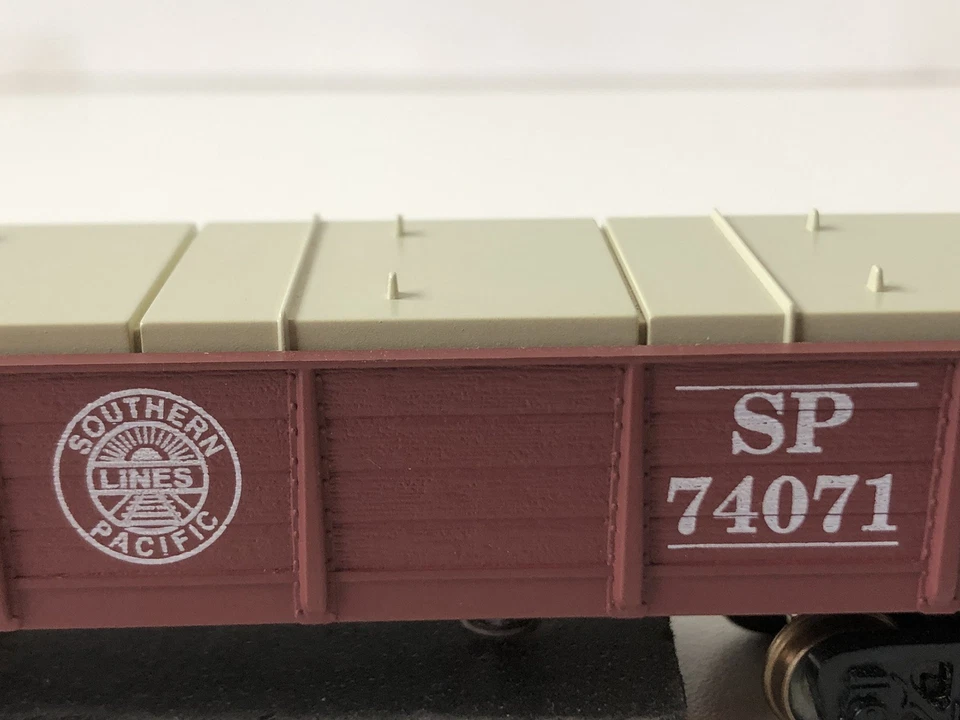 SOUTHERN
LINES
PACIFIC
SP
74071